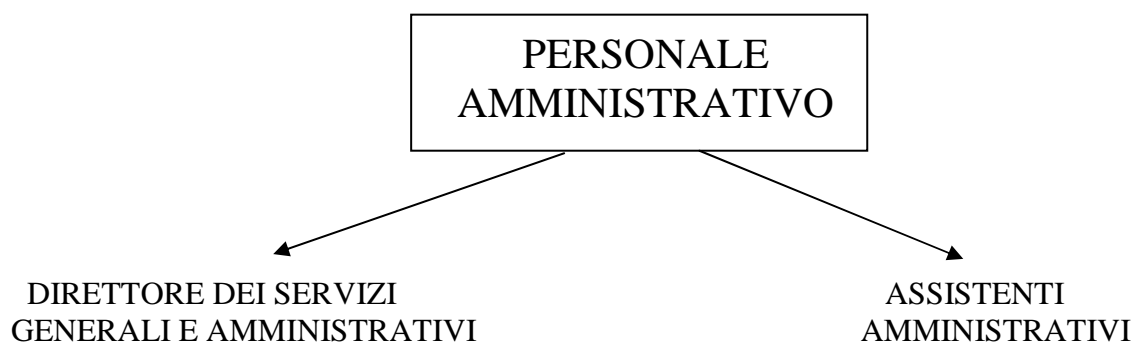 PERSONALE
AMMINISTRATIVO
DIRETTORE DEI SERVIZI
GENERALI E AMMINISTRATIVI
ASSISTENTI
AMMINISTRATIVI